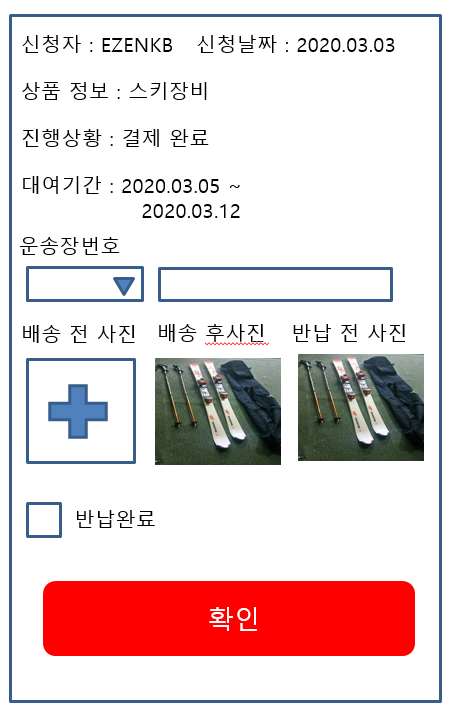 신청자 : EZENKB 신청날짜 : 2020.03.03
상품 정보 : 스키장비
진행상황 : 결제 완료
대여기간 : 2020.03.05 ~
2020.03.12
운송장번호
배송 전 사진 배송 후사진 반납 전 사진
반납완료
확인